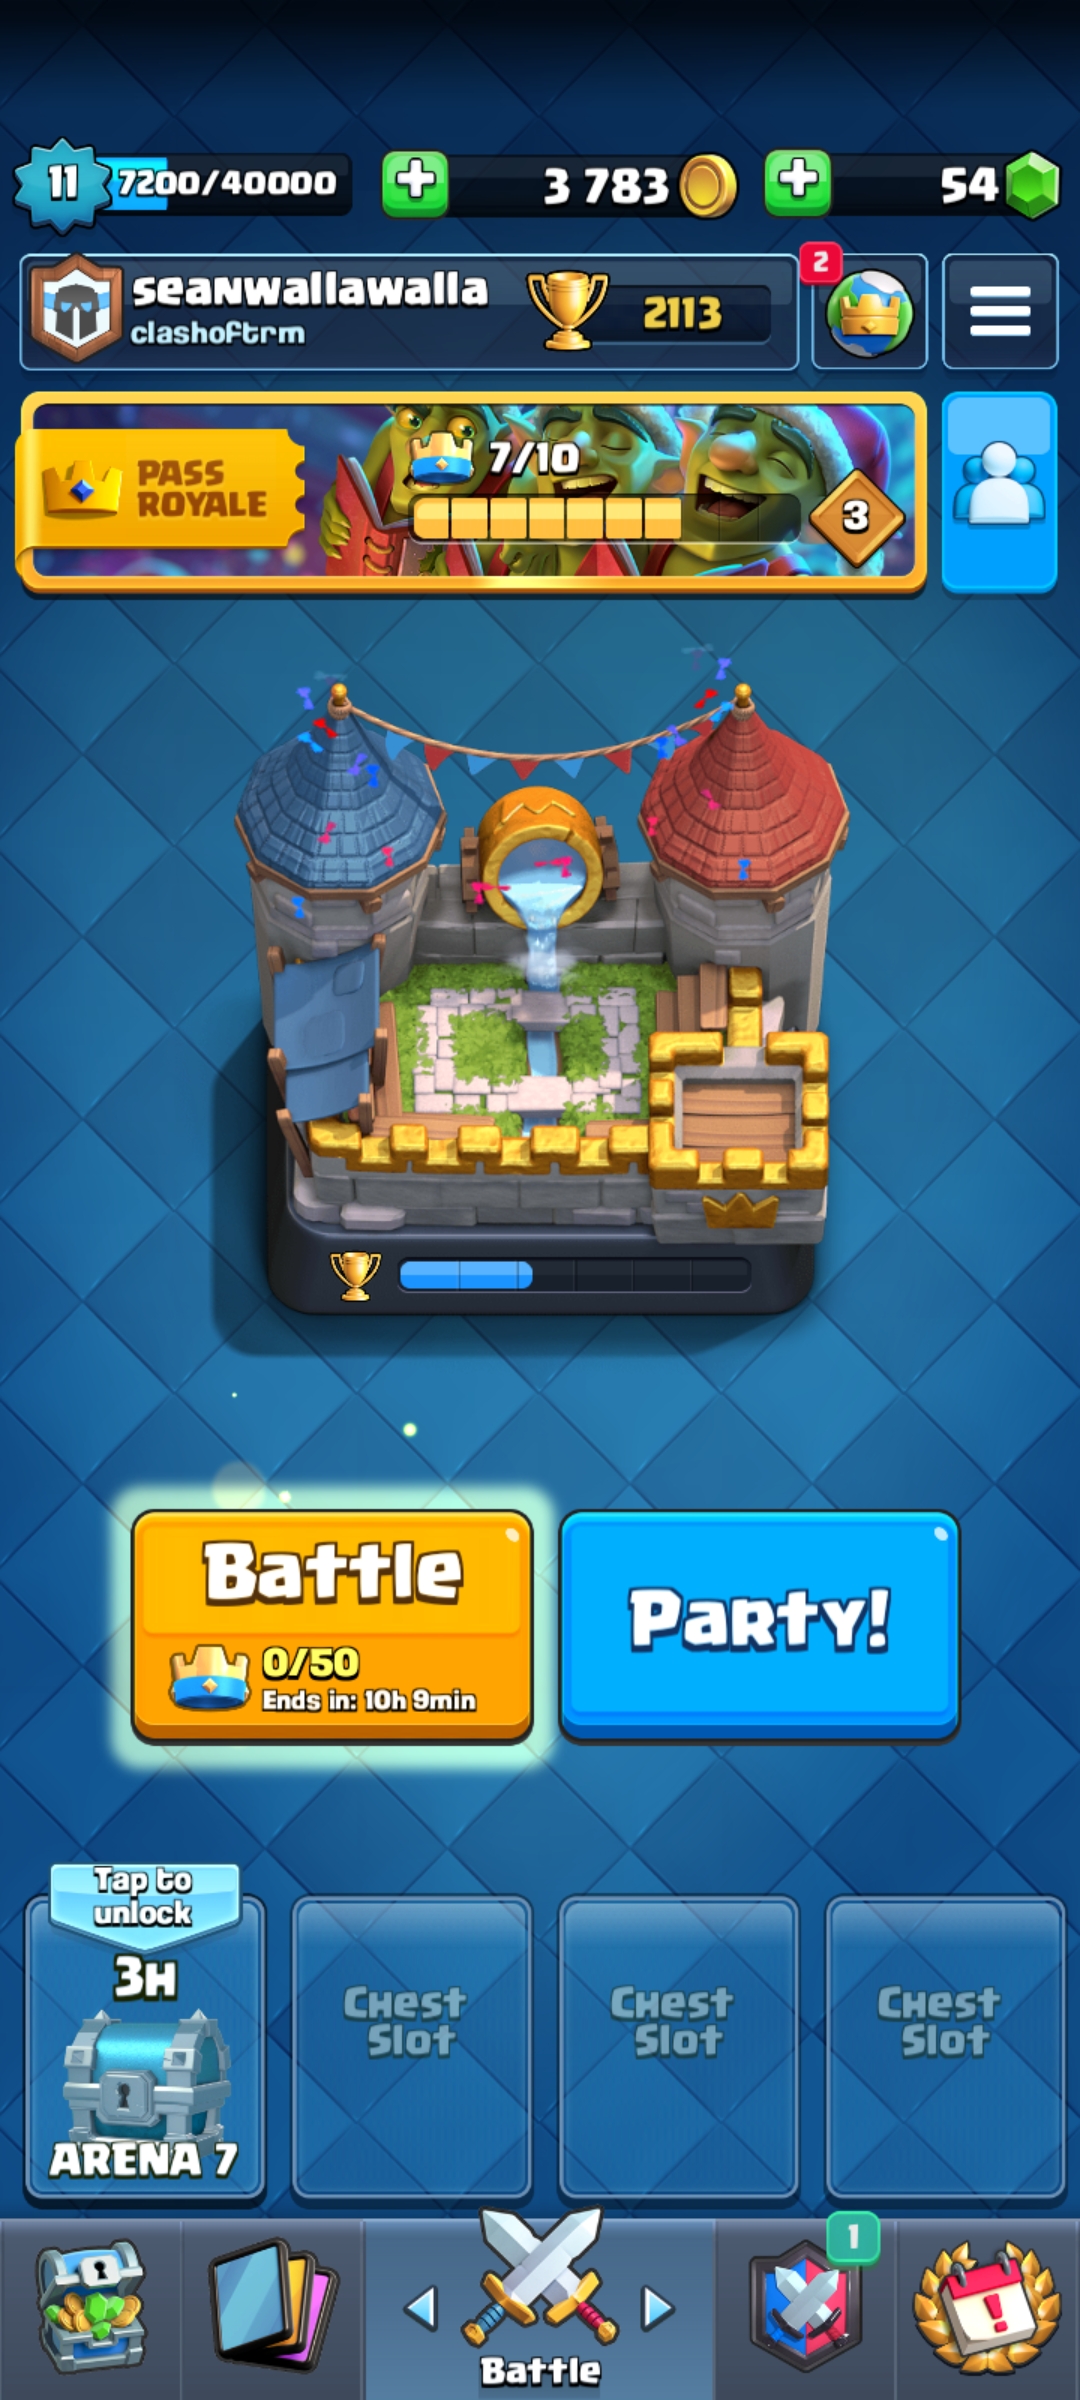 11
7200/40000
3 783
54
seanwallawalla
clashoftrm
2113
2
PASS
ROYALE
7/10
3
Battle
0/50
Ends in: 10h 9min
Party!
Tap to
unlock
3H
ARENA 7
Chest
Slot
Chest
Slot
Chest
Slot
1
Battle